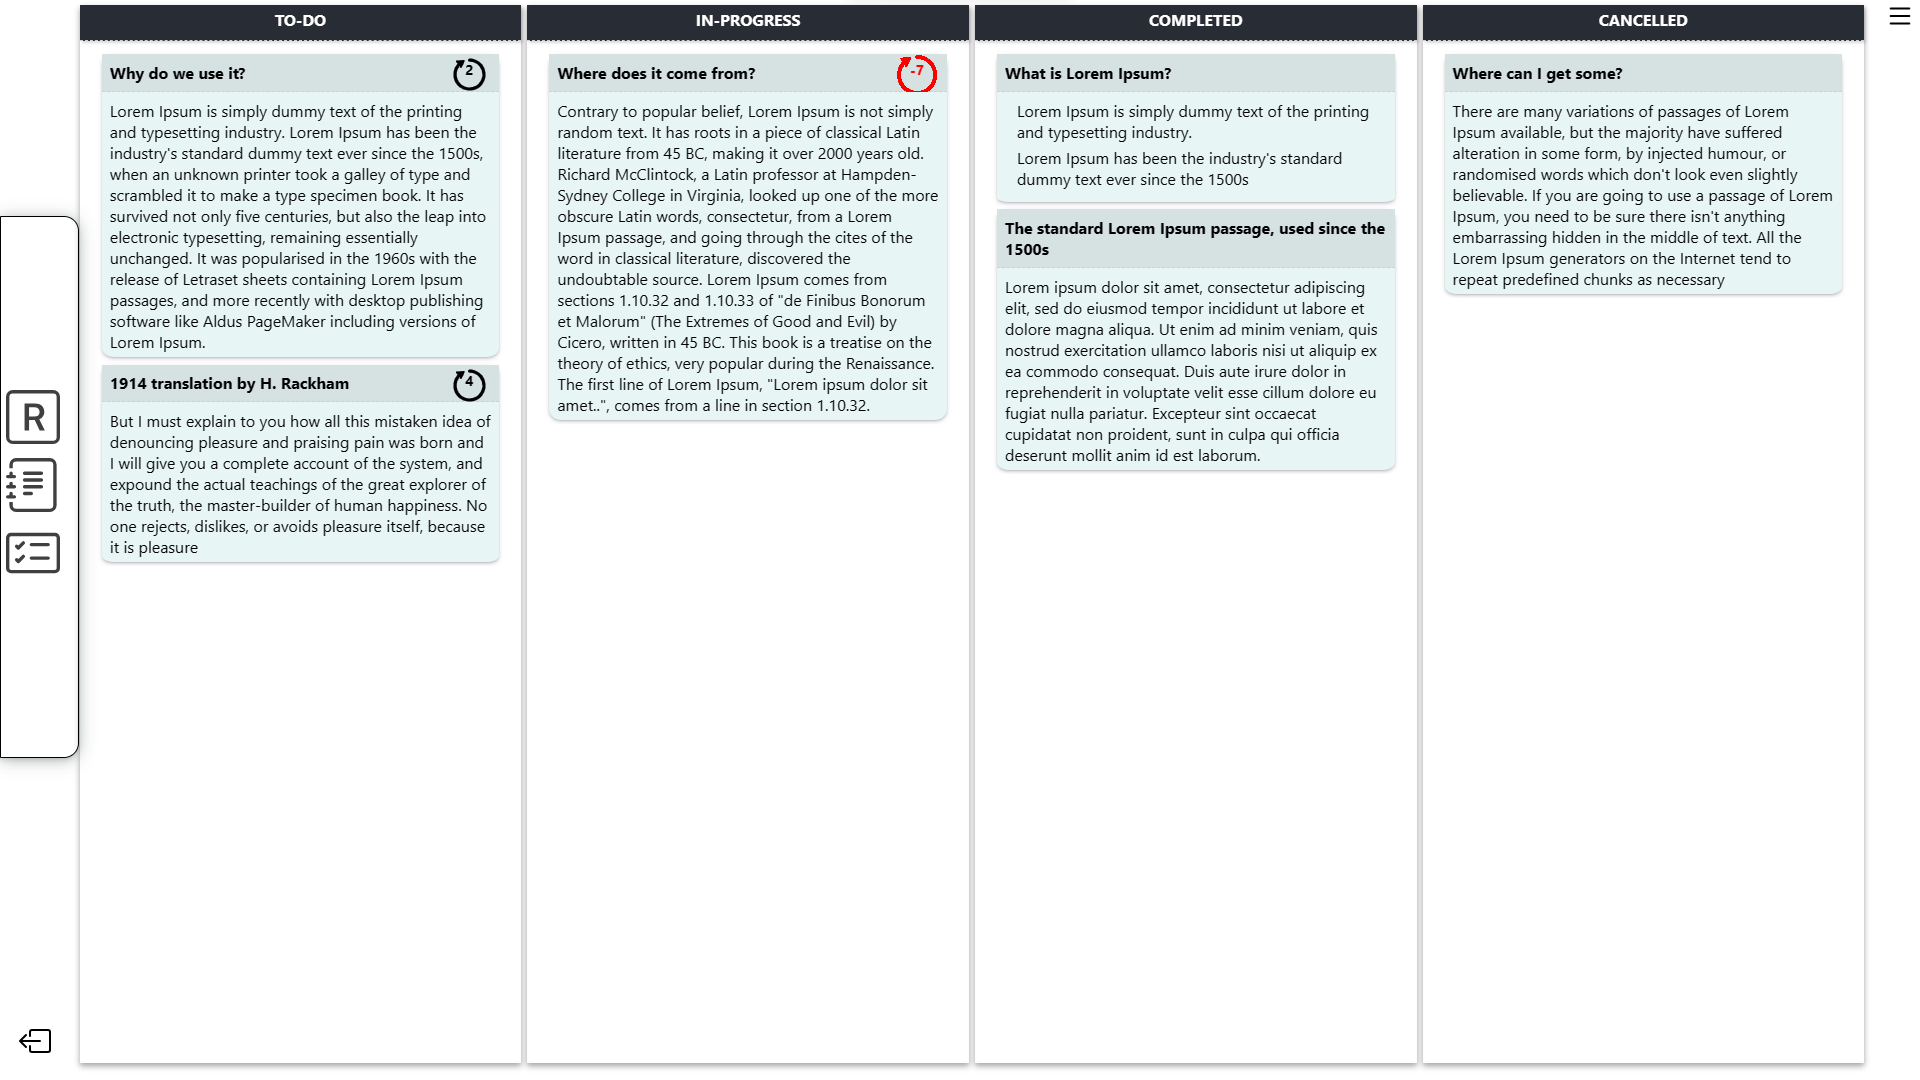 TO-DO
Why do we use it?
2
Lorem Ipsum is simply dummy text of the printing
and typesetting industry. Lorem Ipsum has been the
industry's standard dummy text ever since the 1500s,
when an unknown printer took a galley of type and
scrambled it to make a type specimen book. It has
survived not only five centuries, but also the leap into
electronic typesetting, remaining essentially
unchanged. It was popularised in the 1960s with the
release of Letraset sheets containing Lorem Ipsum
passages, and more recently with desktop publishing
software like Aldus PageMaker including versions of
Lorem Ipsum.
1914 translation by H. Rackham
4
But I must explain to you how all this mistaken idea of
denouncing pleasure and praising pain was born and
I will give you a complete account of the system, and
expound the actual teachings of the great explorer of
the truth, the master-builder of human happiness. No
one rejects, dislikes, or avoids pleasure itself, because
it is pleasure
IN-PROGRESS
Where does it come from?
-7
Contrary to popular belief, Lorem Ipsum is not simply
random text. It has roots in a piece of classical Latin
literature from 45 BC, making it over 2000 years old.
Richard McClintock, a Latin professor at Hampden-
Sydney College in Virginia, looked up one of the more
obscure Latin words, consectetur, from a Lorem
Ipsum passage, and going through the cites of the
word in classical literature, discovered the
undoubtable source. Lorem Ipsum comes from
sections 1.10.32 and 1.10.33 of "de Finibus Bonorum
et Malorum" (The Extremes of Good and Evil) by
Cicero, written in 45 BC. This book is a treatise on the
theory of ethics, very popular during the Renaissance.
The first line of Lorem Ipsum, "Lorem ipsum dolor sit
amet..", comes from a line in section 1.10.32.
COMPLETED
What is Lorem Ipsum?
Lorem Ipsum is simply dummy text of the printing
and typesetting industry.
Lorem Ipsum has been the industry's standard
dummy text ever since the 1500s
The standard Lorem Ipsum passage, used since the
1500s
Lorem ipsum dolor sit amet, consectetur adipiscing
elit, sed do eiusmod tempor incididunt ut labore et
dolore magna aliqua. Ut enim ad minim veniam, quis
nostrud exercitation ullamco laboris nisi ut aliquip ex
ea commodo consequat. Duis aute irure dolor in
reprehenderit in voluptate velit esse cillum dolore eu
fugiat nulla pariatur. Excepteur sint occaecat
cupidatat non proident, sunt in culpa qui officia
deserunt mollit anim id est laborum.
CANCELLED
Where can I get some?
There are many variations of passages of Lorem
Ipsum available, but the majority have suffered
alteration in some form, by injected humour, or
randomised words which don't look even slightly
believable. If you are going to use a passage of Lorem
Ipsum, you need to be sure there isn't anything
embarrassing hidden in the middle of text. All the
Lorem Ipsum generators on the Internet tend to
repeat predefined chunks as necessary
R